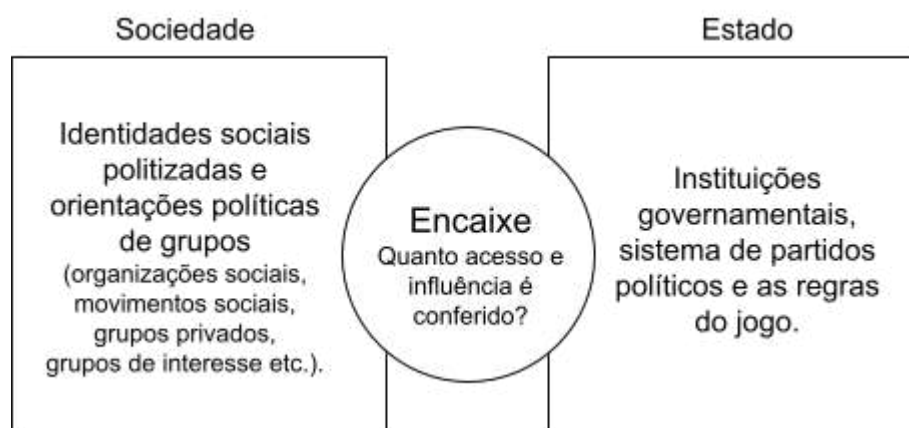 Sociedade
Estado
Identidades sociais
politizadas e
orientações políticas
de grupos
(organizações sociais,
movimentos sociais,
grupos privados,
grupos de interesse etc.).
Encaixe
Quanto acesso e
influência é
conferido?
Instituições
governamentais,
sistema de partidos
políticos e as regras
do jogo.